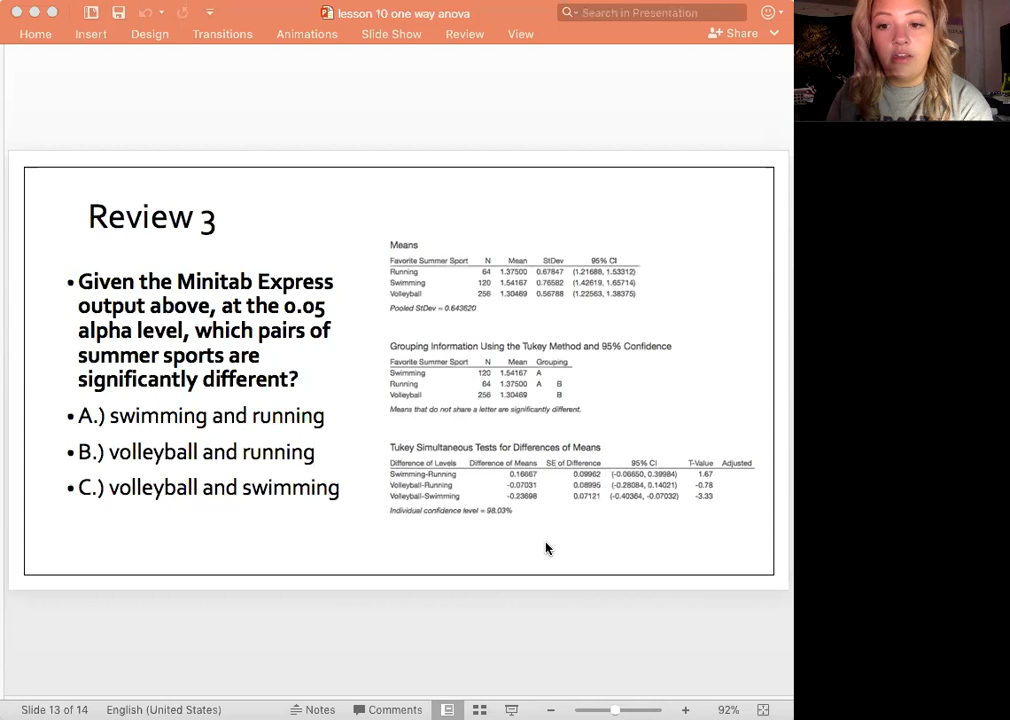 lesson 10 one way anova
Search in Presentation
Home Insert Design Transitions Animations Slide Show Review View
Share
Review 3
• Given the Minitab Express
output above, at the 0.05
alpha level, which pairs of
summer sports are
significantly different?
• A.) swimming and running
• B.) volleyball and running
• C.) volleyball and swimming
Means
Favorite Summer Sport N Mean StDev 95% CI
Running 64 1.37500 0.67847 (1.21688, 1.53312)
Swimming 120 1.54167 0.76582 (1.42619, 1.65714)
Volleyball 256 1.30469 0.56788 (1.22563, 1.38375)
Pooled StDev = 0.643620
Grouping Information Using the Tukey Method and 95% Confidence
Favorite Summer Sport N Mean Grouping
Swimming 120 1.54167 A
Running 64 1.37500 A B
Volleyball 256 1.30469 B
Means that do not share a letter are significantly different.
Tukey Simultaneous Tests for Differences of Means
Difference of Levels Difference of Means SE of Difference 95% CI T-Value Adjusted
Swimming-Running 0.16667 0.09962 (-0.06650, 0.39984) 1.67
Volleyball-Running -0.07031 0.08995 (-0.28084, 0.14021) -0.78
Volleyball-Swimming -0.23698 0.07121 (-0.40364, -0.07032) -3.33
Individual confidence level = 98.03%
Slide 13 of 14 English (United States) Notes Comments 92%